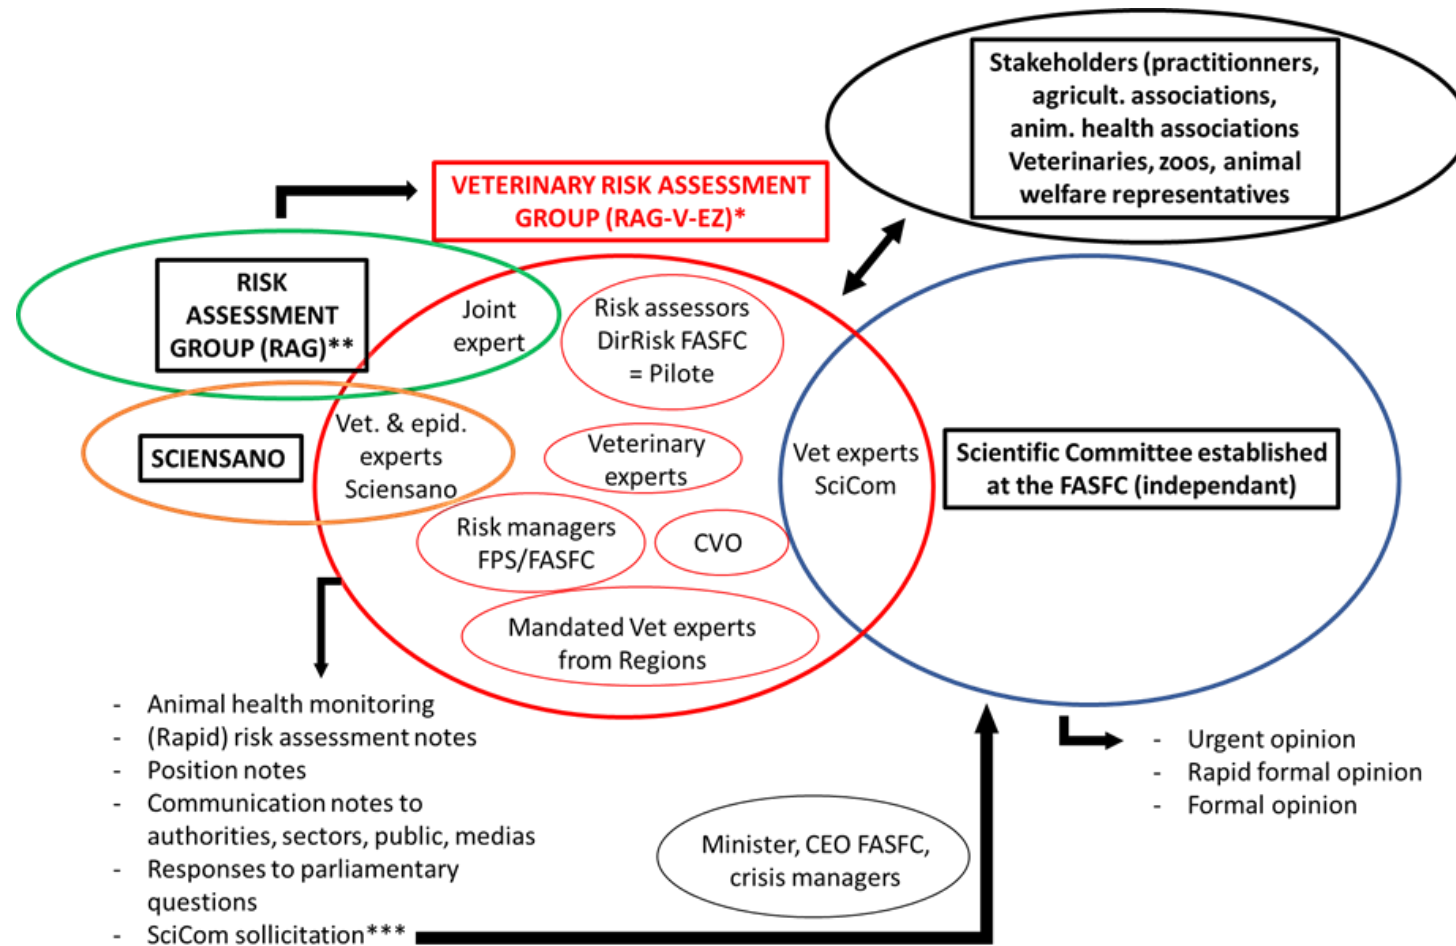 Stakeholders (practitionners,
agricult. associations,
anim. health associations
Veterinaries, zoos, animal
welfare representatives
VETERINARY RISK ASSESSMENT
GROUP (RAG-V-EZ)*
RISK
ASSESSMENT
GROUP (RAG)**
Joint
expert
Risk assessors
DirRisk FASFC
= Pilote
SCIENSANO
Vet. & epid.
experts
Sciensano
Veterinary
experts
Vet experts
SciCom
Scientific Committee established
at the FASFC (independant)
Risk managers
FPS/FASFC
CVO
Mandated Vet experts
from Regions
- Animal health monitoring
- (Rapid) risk assessment notes
- Position notes
- Communication notes to
authorities, sectors, public, medias
- Responses to parliamentary
questions
- SciCom sollicitation***
Minister, CEO FASFC,
crisis managers
- Urgent opinion
- Rapid formal opinion
- Formal opinion